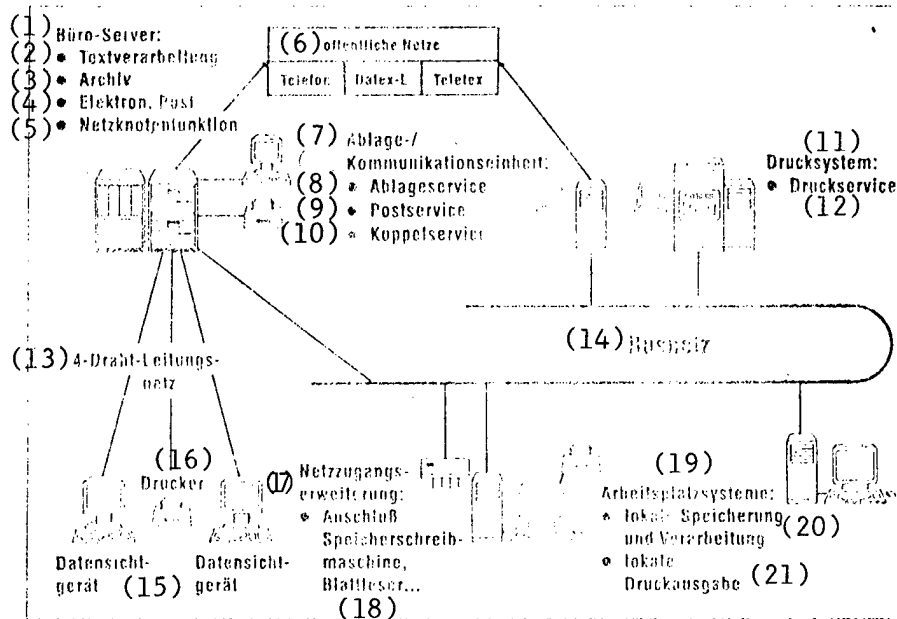 (1) Büro-Server:
(2) • Textverarbeitung
(3) • Archiv
(4) • Elektron. Post
(5) • Netzknotenfunktion
(6) öffentliche Netze
Telefon Datex-L Teletex
(7) Ablage-/
Kommunikationseinheit:
(8) • Ablageservice
(9) • Postservice
(10) • Koppelservice
(11)
Drucksystem:
• Druckservice
(12)
(13) 4-Draht-Leitungs-
netz
(14) Busnetz
(16)
Drucker
Datensicht-
gerät (15)
Datensicht-
gerät
(17) Netzzugangs-
erweiterung:
• Anschluß
Speicherschreib-
maschine,
Blattleser...
(18)
(19)
Arbeitsplatzsysteme:
• lokale Speicherung
und Verarbeitung (20)
• lokale
Druckausgabe (21)